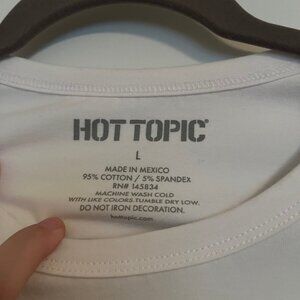 HOT TOPIC®
L
MADE IN MEXICO
95% COTTON / 5% SPANDEX
RN# 145834
MACHINE WASH COLD
WITH LIKE COLORS. TUMBLE DRY LOW.
DO NOT IRON DECORATION.
hottopic.com